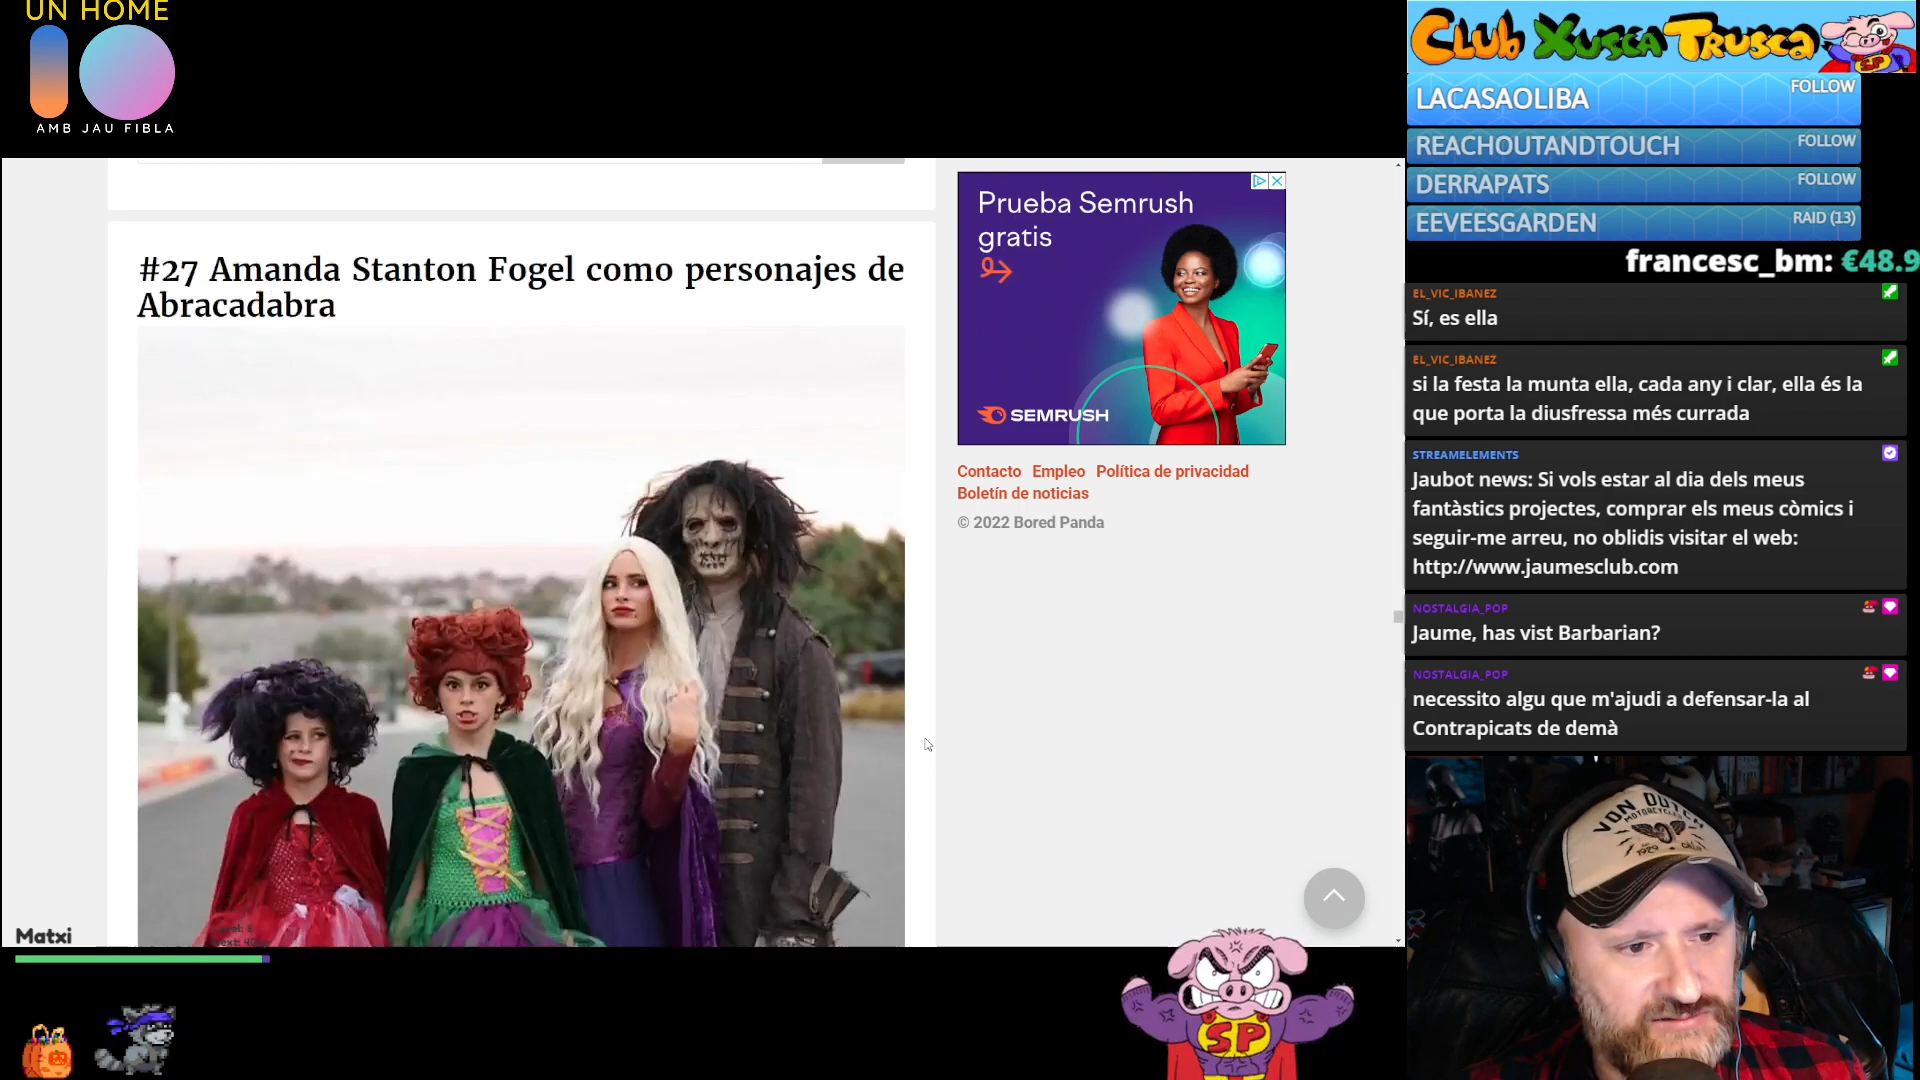 UN HOME
AMB JAU FIBLA
#27 Amanda Stanton Fogel como personajes de
Abracadabra
Prueba Semrush
gratis
SEMRUSH
Contacto Empleo Política de privacidad
Boletín de noticias
© 2022 Bored Panda
Matxi
SP
CLUB XUSCA TRUSCA
SP
LACASAOLIBA FOLLOW
REACHOUTANDTOUCH FOLLOW
DERRAPATS FOLLOW
EEVEESGARDEN RAID (13)
francesc_bm: €48.9
EL_VIC_IBANEZ
Sí, es ella
EL_VIC_IBANEZ
si la festa la munta ella, cada any i clar, ella és la
que porta la diusfressa més currada
STREAMELEMENTS
Jaubot news: Si vols estar al dia dels meus
fantàstics projectes, comprar els meus còmics i
seguir-me arreu, no oblidis visitar el web:
http://www.jaumesclub.com
NOSTALGIA_POP
Jaume, has vist Barbarian?
NOSTALGIA_POP
necessito algu que m'ajudi a defensar-la al
Contrapicats de demà
VON DUTCH
MOTORCYCLES
1929